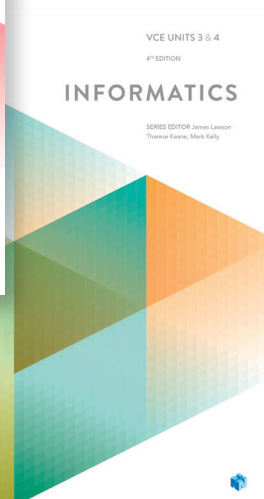 VCE UNITS 3 & 4
4TH EDITION
INFORMATICS
SERIES EDITOR James Lawson
Therese Keane, Mark Kelly